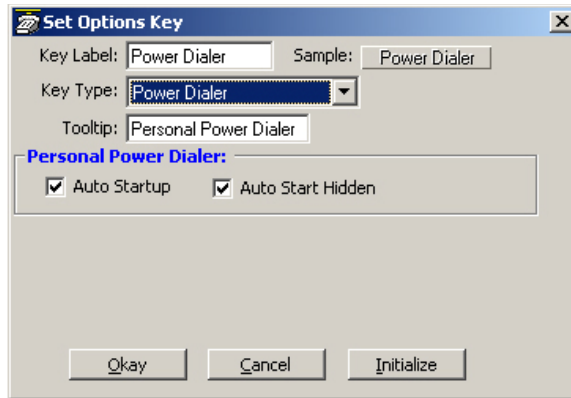 Set Options Key
Key Label: Power Dialer Sample: Power Dialer
Key Type: Power Dialer
Tooltip: Personal Power Dialer
Personal Power Dialer:
Auto Startup Auto Start Hidden
Okay Cancel Initialize